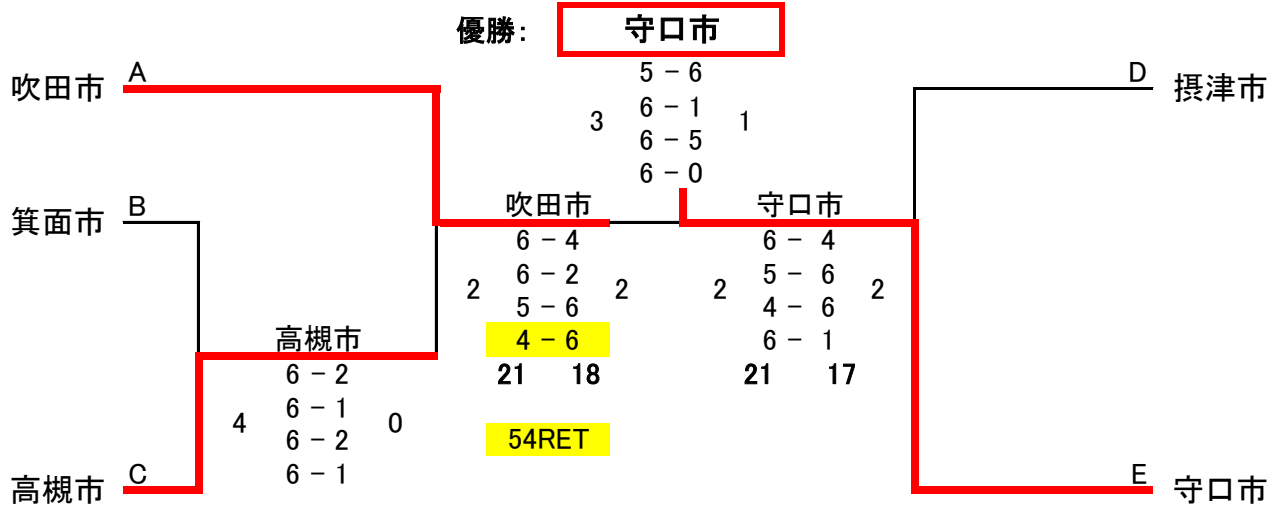 優勝: 守口市
5 - 6
6 - 1
3 1
6 - 5
6 - 0
吹田市 A
D 摂津市
箕面市 B
吹田市
6 - 4
6 - 2
2 2
5 - 6
4 - 6
21 18
54RET
守口市
6 - 4
5 - 6
2 2
4 - 6
6 - 1
21 17
高槻市
6 - 2
6 - 1
4 0
6 - 2
6 - 1
高槻市 C
E 守口市